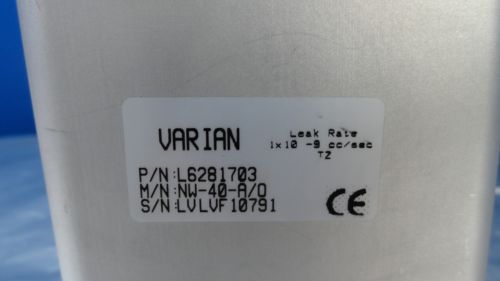 VARIAN
Leak Rate
1x10 -9 cc/sec
TZ
P/N:L6281703
M/N:NW-40-A/O
S/N:LVLVF10791
CE